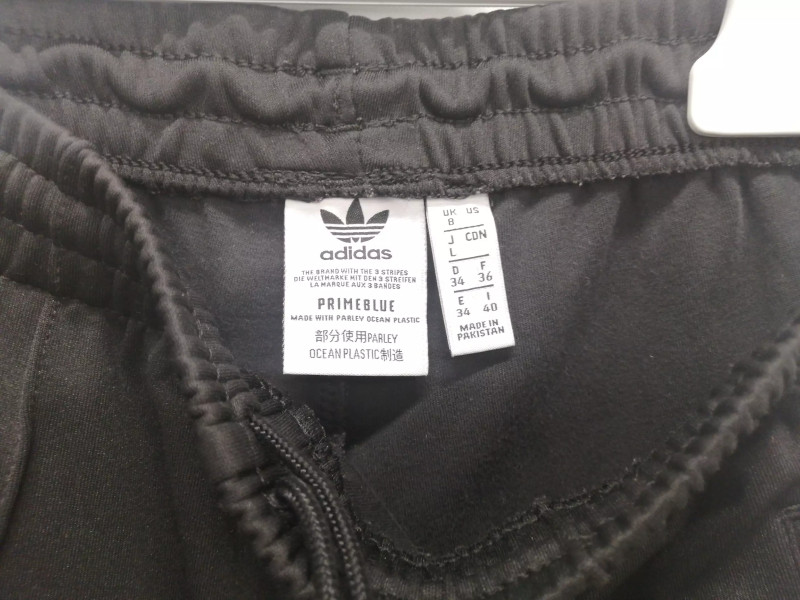 adidas
THE BRAND WITH THE 3 STRIPES
DIE WELTMARKE MIT DEN 3 STREIFEN
LA MARQUE AUX 3 BANDES
PRIMEBLUE
MADE WITH PARLEY OCEAN PLASTIC
部分使用PARLEY
OCEAN PLASTIC制造
UK US
8
J CDN
L
D F
34 36
E I
34 40
MADE IN
PAKISTAN